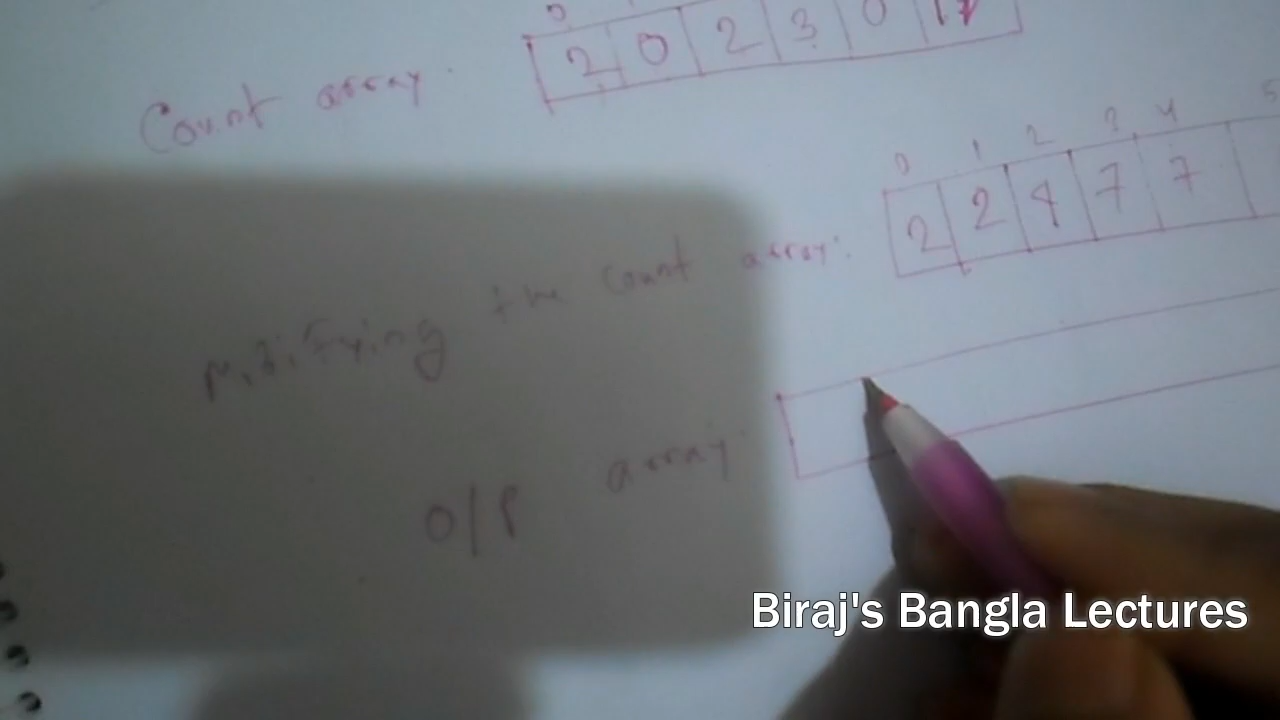 0
Count array: 2 0 2 3 0 1
0 1 2 3 4 5
Modifying the count array: 2 2 4 7 7
O/P array:
Biraj's Bangla Lectures